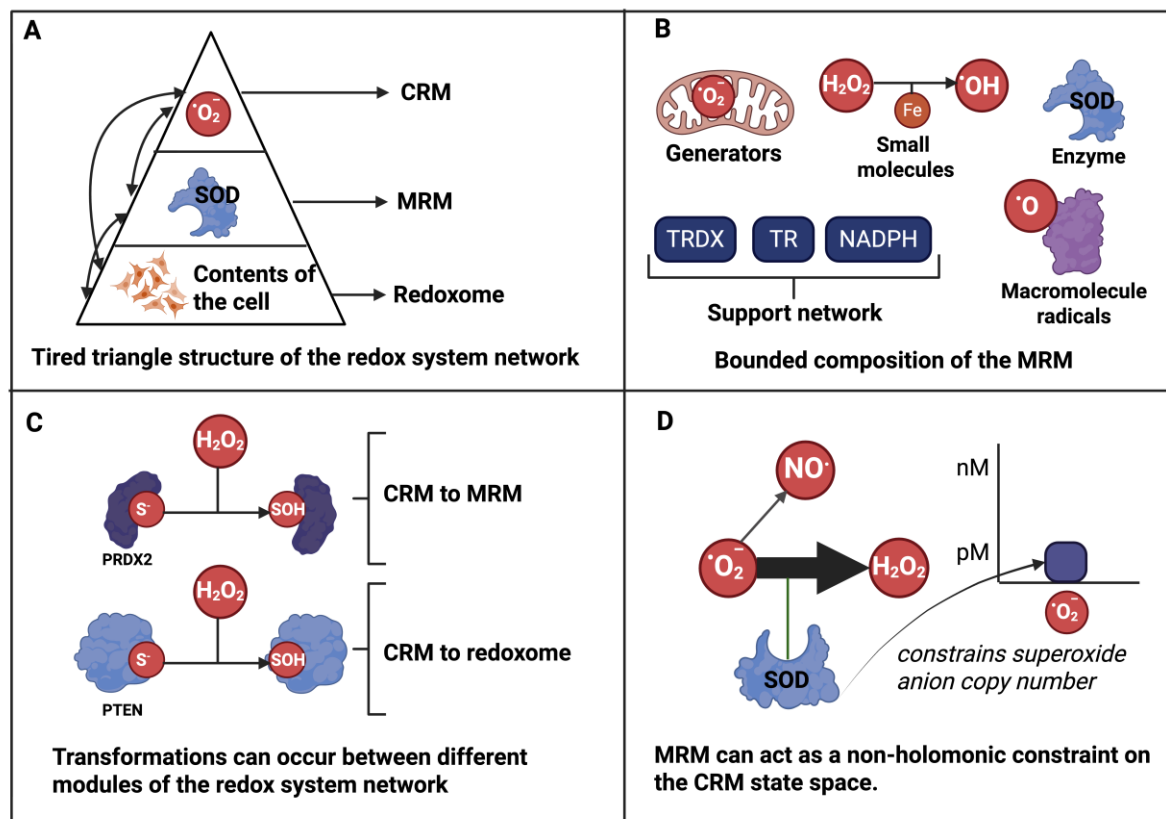 A
•O₂⁻
CRM
SOD
MRM
Contents of
the cell
Redoxome
Tired triangle structure of the redox system network
B
•O₂⁻
Generators
H₂O₂
•OH
Fe
Small
molecules
SOD
Enzyme
TRDX
TR
NADPH
Support network
•O
Macromolecule
radicals
Bounded composition of the MRM
C
H₂O₂
S⁻
SOH
PRDX2
CRM to MRM
H₂O₂
S⁻
SOH
PTEN
CRM to redoxome
Transformations can occur between different
modules of the redox system network
D
NO•
•O₂⁻
H₂O₂
SOD
nM
pM
•O₂⁻
constrains superoxide
anion copy number
MRM can act as a non-holomonic constraint on
the CRM state space.